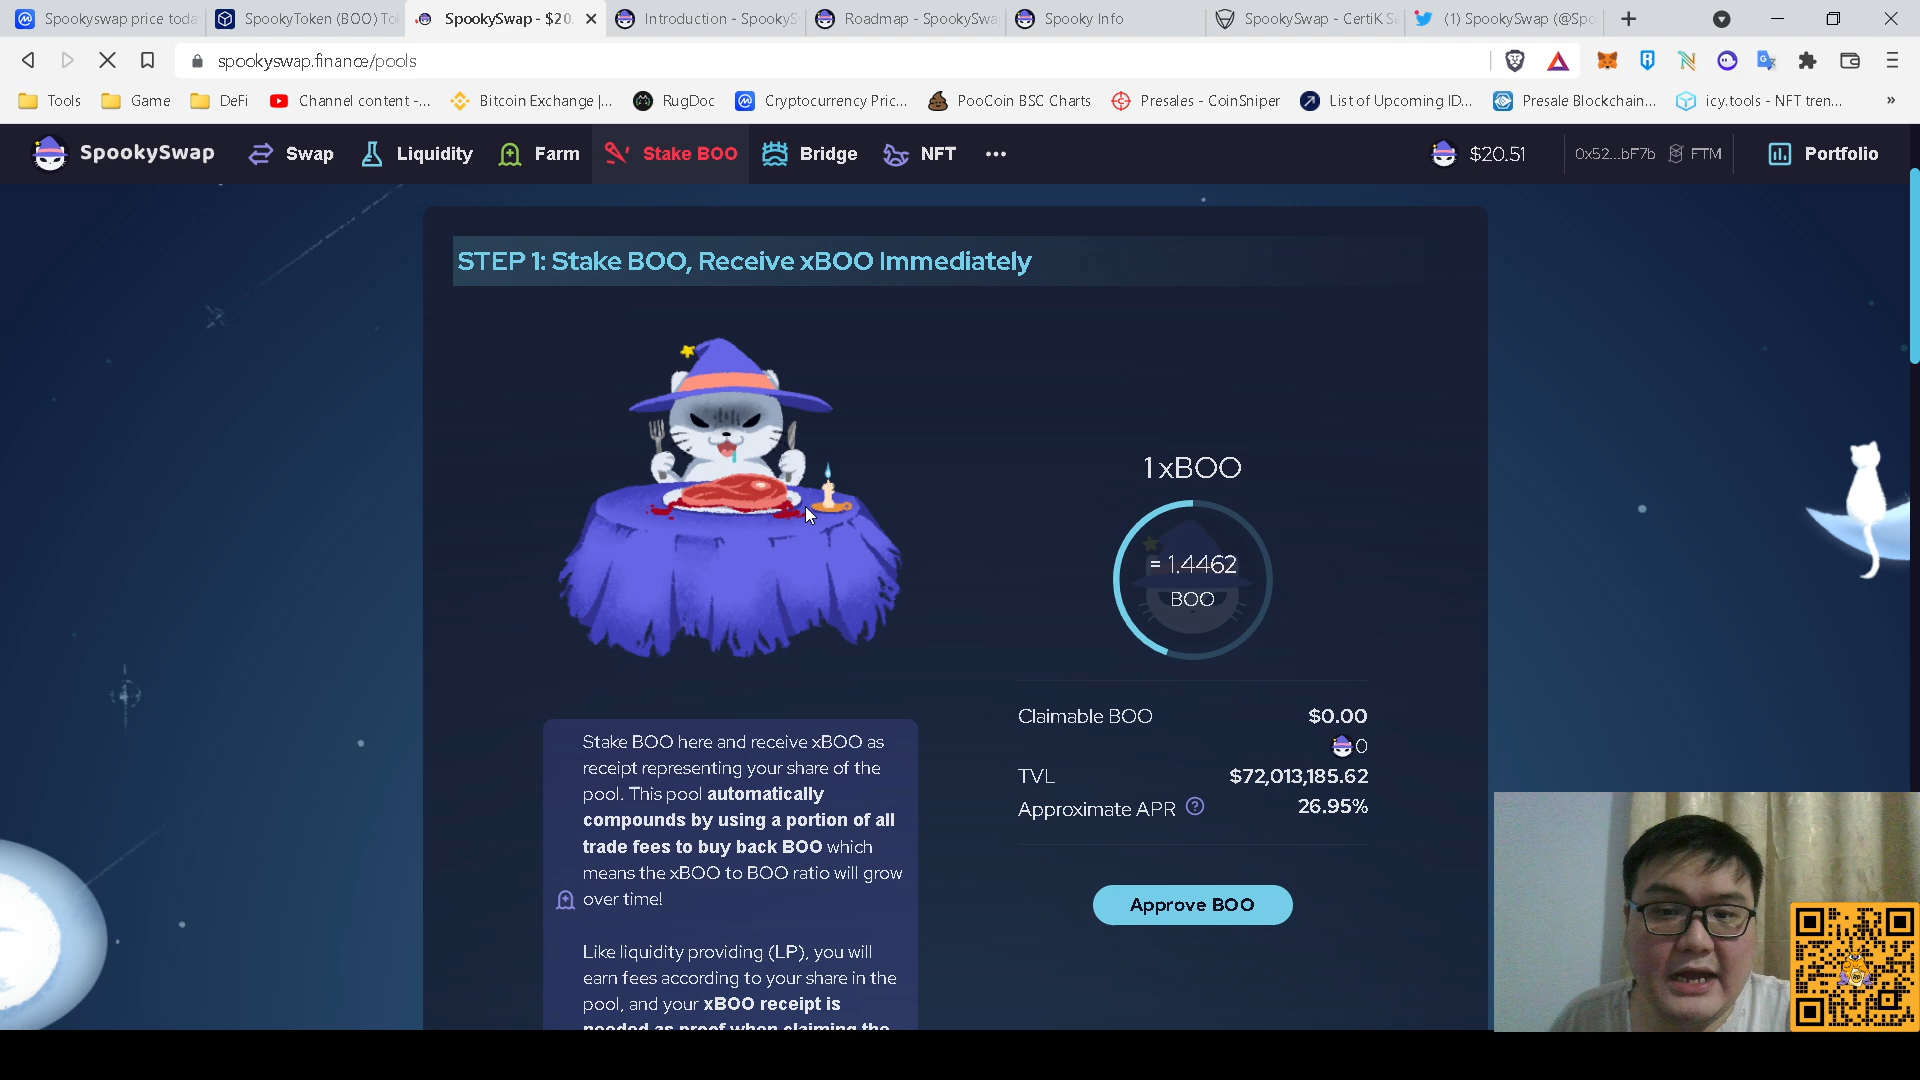 Spookyswap price toda
SpookyToken (BOO) To
SpookySwap - $20.
Introduction - SpookyS
Roadmap - SpookySwa
Spooky Info
SpookySwap - CertiK S
(1) SpookySwap (@Spo
spookyswap.finance/pools
Tools
Game
DeFi
Channel content -...
Bitcoin Exchange |...
RugDoc
Cryptocurrency Pric...
PooCoin BSC Charts
Presales - CoinSniper
List of Upcoming ID...
Presale Blockchain...
icy.tools - NFT tren...
»
SpookySwap
Swap
Liquidity
Farm
Stake BOO
Bridge
NFT
$20.51
0x52...bF7b
FTM
Portfolio
STEP 1: Stake BOO, Receive xBOO Immediately
1 xBOO
= 1.4462
BOO
Claimable BOO
$0.00
0
TVL
$72,013,185.62
Approximate APR
26.95%
Approve BOO
Stake BOO here and receive xBOO as
receipt representing your share of the
pool. This pool automatically
compounds by using a portion of all
trade fees to buy back BOO which
means the xBOO to BOO ratio will grow
over time!
Like liquidity providing (LP), you will
earn fees according to your share in the
pool, and your xBOO receipt is
needed as proof when claiming the